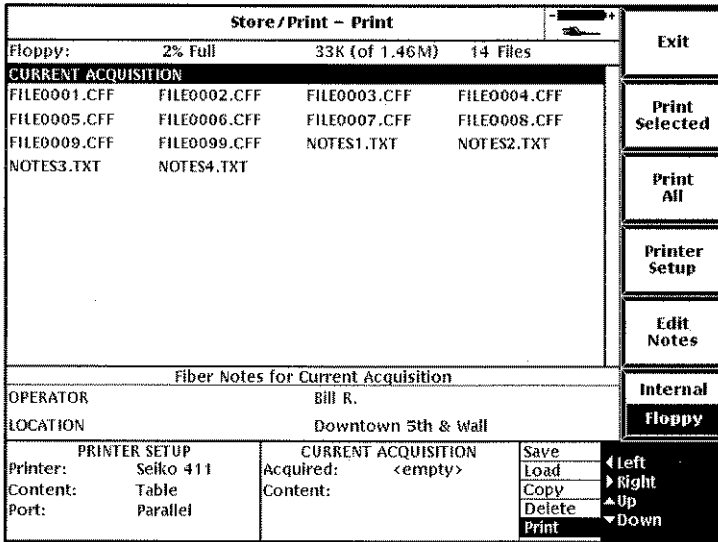 Store/Print – Print
Floppy: 2% Full 33K (of 1.46M) 14 Files
CURRENT ACQUISITION
FILE0001.CFF FILE0002.CFF FILE0003.CFF FILE0004.CFF
FILE0005.CFF FILE0006.CFF FILE0007.CFF FILE0008.CFF
FILE0009.CFF FILE0099.CFF NOTES1.TXT NOTES2.TXT
NOTES3.TXT NOTES4.TXT
Fiber Notes for Current Acquisition
OPERATOR Bill R.
LOCATION Downtown 5th & Wall
PRINTER SETUP
Printer: Seiko 411
Content: Table
Port: Parallel
CURRENT ACQUISITION
Acquired: <empty>
Content:
Save
Load
Copy
Delete
Print
Left
Right
Up
Down
Exit
Print
Selected
Print
All
Printer
Setup
Edit
Notes
Internal
Floppy